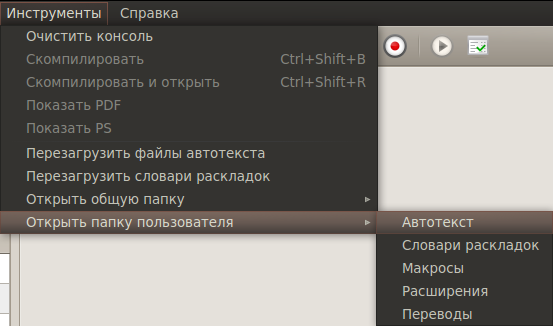 Инструменты Справка
Очистить консоль
Скомпилировать Ctrl+Shift+B
Скомпилировать и открыть Ctrl+Shift+R
Показать PDF
Показать PS
Перезагрузить файлы автотекста
Перезагрузить словари раскладок
Открыть общую папку
Открыть папку пользователя
Автотекст
Словари раскладок
Макросы
Расширения
Переводы